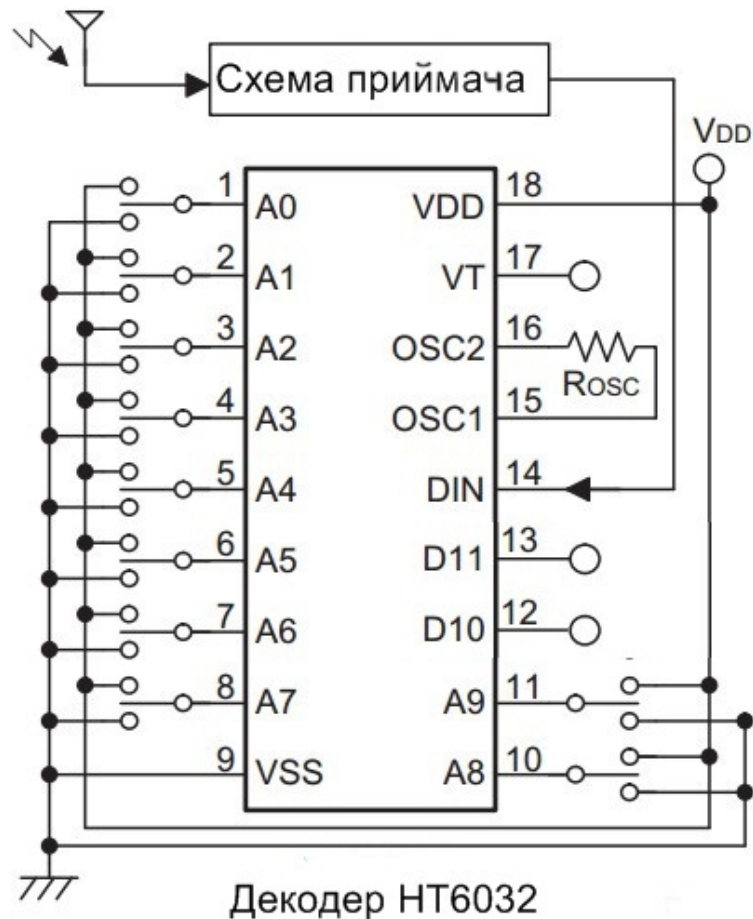 Схема приймача
VDD
1 A0 VDD 18
2 A1 VT 17
3 A2 OSC2 16
ROSC
4 A3 OSC1 15
5 A4 DIN 14
6 A5 D11 13
7 A6 D10 12
8 A7 A9 11
9 VSS A8 10
Декодер HT6032